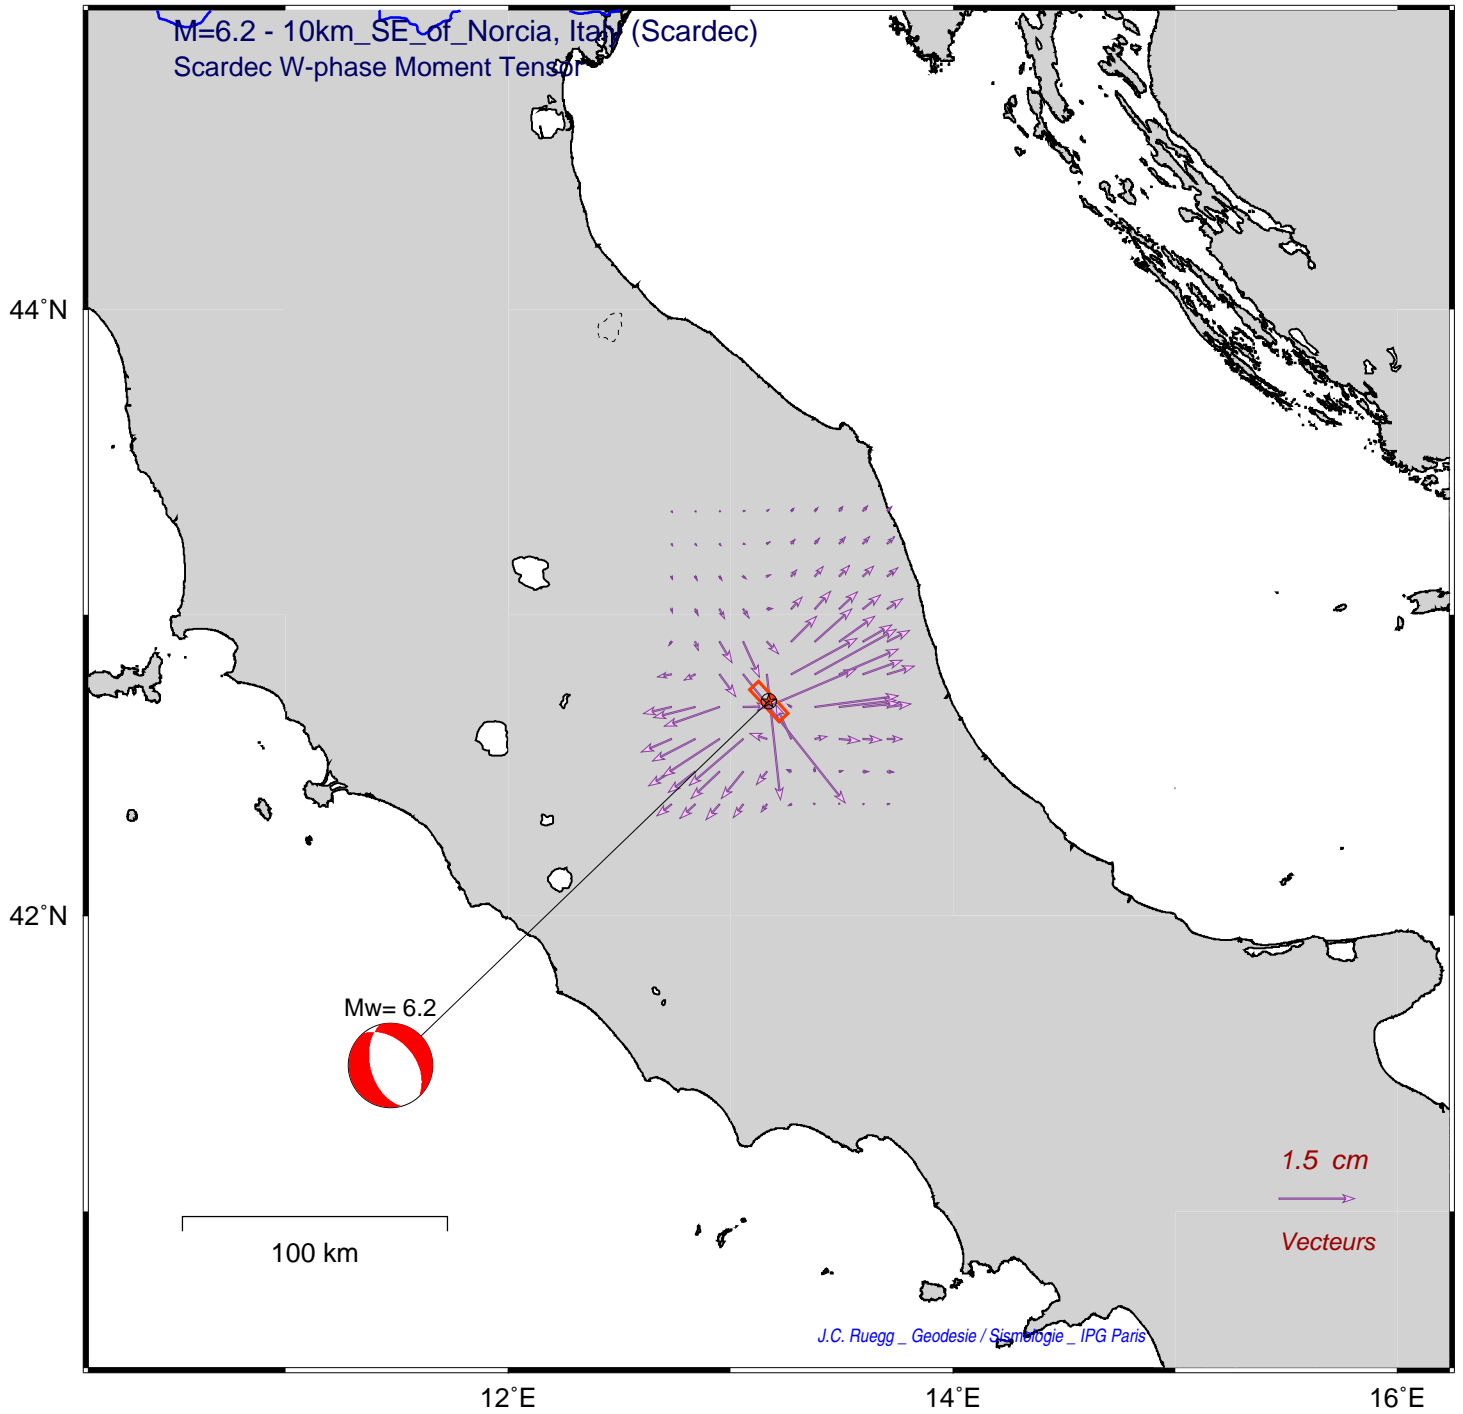 M=6.2 - 10km_SE_of_Norcia, Italy (Scardec)
Scardec W-phase Moment Tensor
44°N
42°N
Mw= 6.2
1.5 cm
Vecteurs
100 km
J.C. Ruegg _ Geodesie / Sismologie _ IPG Paris
12°E
14°E
16°E